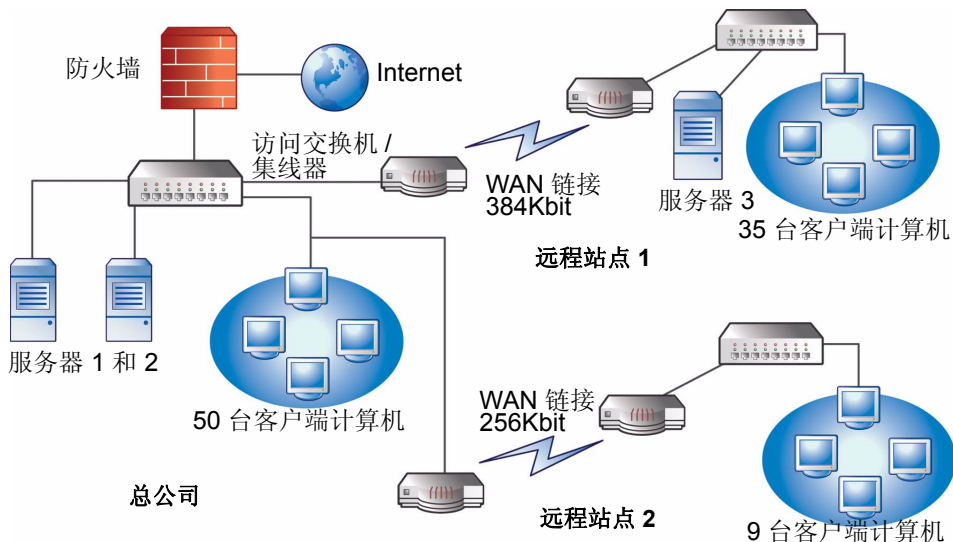 防火墙
Internet
访问交换机 /
集线器
WAN 链接
384Kbit
服务器 3
35 台客户端计算机
远程站点 1
服务器 1 和 2
50 台客户端计算机
WAN 链接
256Kbit
总公司
远程站点 2
9 台客户端计算机